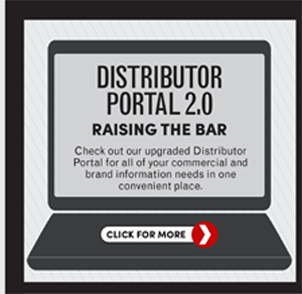 DISTRIBUTOR
PORTAL 2.0
RAISING THE BAR
Check out our upgraded Distributor
Portal for all of your commercial and
brand information needs in one
convenient place.
CLICK FOR MORE